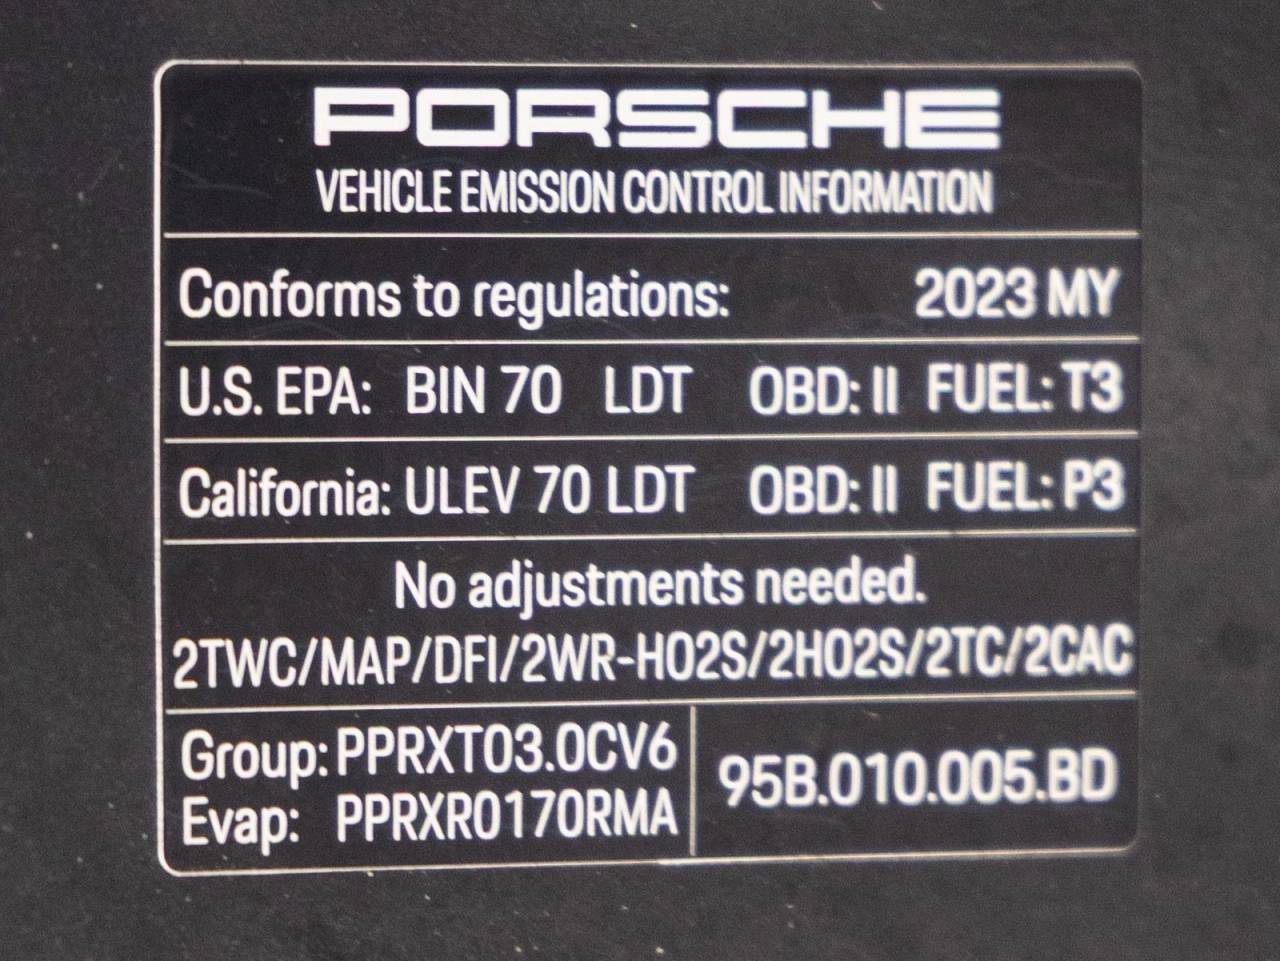 PORSCHE
VEHICLE EMISSION CONTROL INFORMATION
Conforms to regulations: 2023 MY
U.S. EPA: BIN 70 LDT OBD: II FUEL: T3
California: ULEV 70 LDT OBD: II FUEL: P3
No adjustments needed.
2TWC/MAP/DFI/2WR-HO2S/2HO2S/2TC/2CAC
Group: PPRXT03.0CV6
Evap: PPRXR0170RMA
95B.010.005.BD